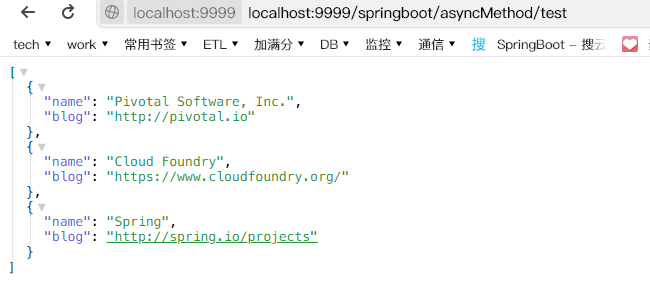 localhost:9999 localhost:9999/springboot/asyncMethod/test
tech work 常用书签 ETL 加满分 DB 监控 通信 搜 SpringBoot – 搜云
[
{
"name": "Pivotal Software, Inc.",
"blog": "http://pivotal.io"
},
{
"name": "Cloud Foundry",
"blog": "https://www.cloudfoundry.org/"
},
{
"name": "Spring",
"blog": "http://spring.io/projects"
}
]